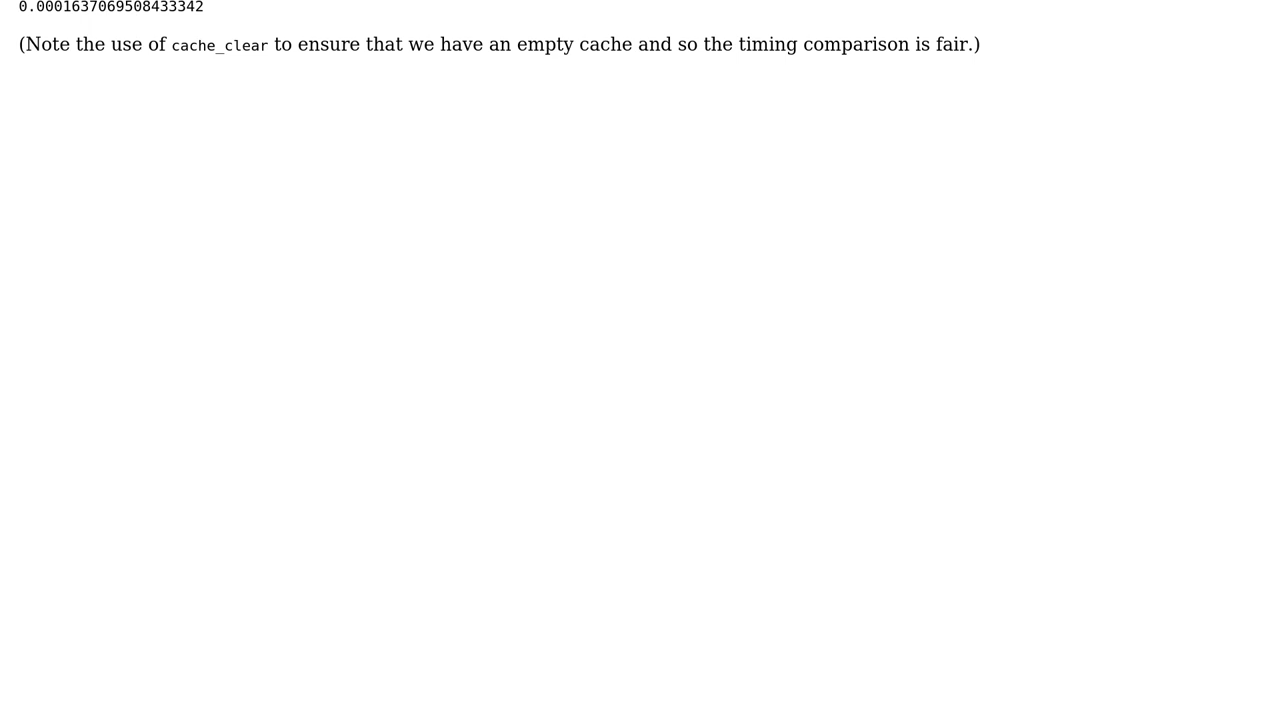 0.0001637069508433342
(Note the use of cache_clear to ensure that we have an empty cache and so the timing comparison is fair.)